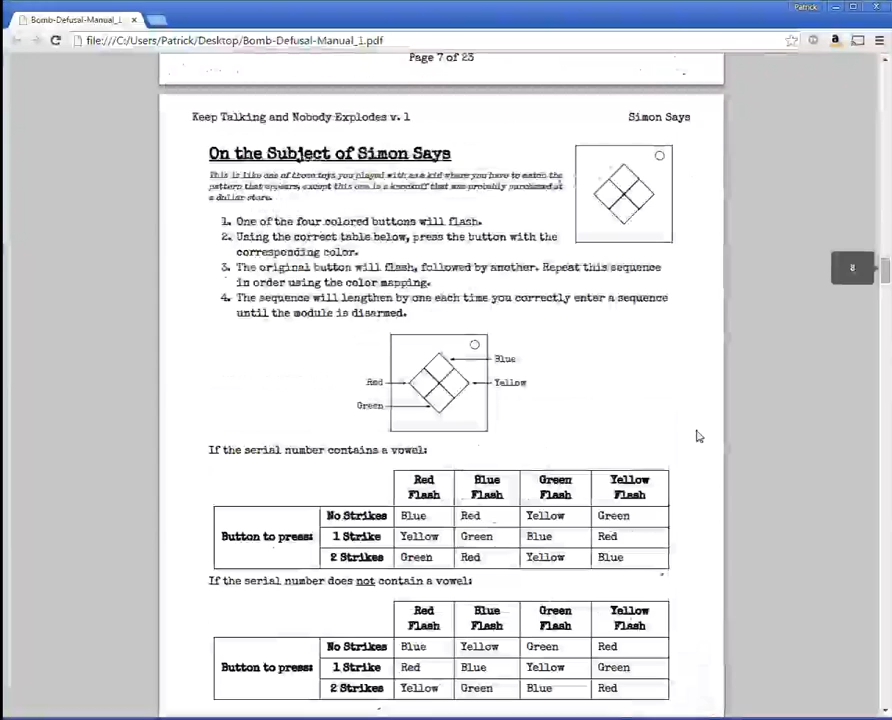 Patrick
Bomb-Defusal-Manual_1
file:///C:/Users/Patrick/Desktop/Bomb-Defusal-Manual_1.pdf
Page 7 of 23
Keep Talking and Nobody Explodes v. 1 Simon Says
On the Subject of Simon Says
This is like one of those toys you played with as a kid where you have to match the
pattern that appears, except this one is a knockoff that was probably purchased at
a dollar store.
1. One of the four colored buttons will flash.
2. Using the correct table below, press the button with the
corresponding color.
3. The original button will flash, followed by another. Repeat this sequence
in order using the color mapping.
4. The sequence will lengthen by one each time you correctly enter a sequence
until the module is disarmed.
8
Blue
Red
Yellow
Green
If the serial number contains a vowel:
Red Flash Blue Flash Green Flash Yellow Flash
Button to press:
No Strikes Blue Red Yellow Green
1 Strike Yellow Green Blue Red
2 Strikes Green Red Yellow Blue
If the serial number does not contain a vowel:
Red Flash Blue Flash Green Flash Yellow Flash
Button to press:
No Strikes Blue Yellow Green Red
1 Strike Red Blue Yellow Green
2 Strikes Yellow Green Blue Red